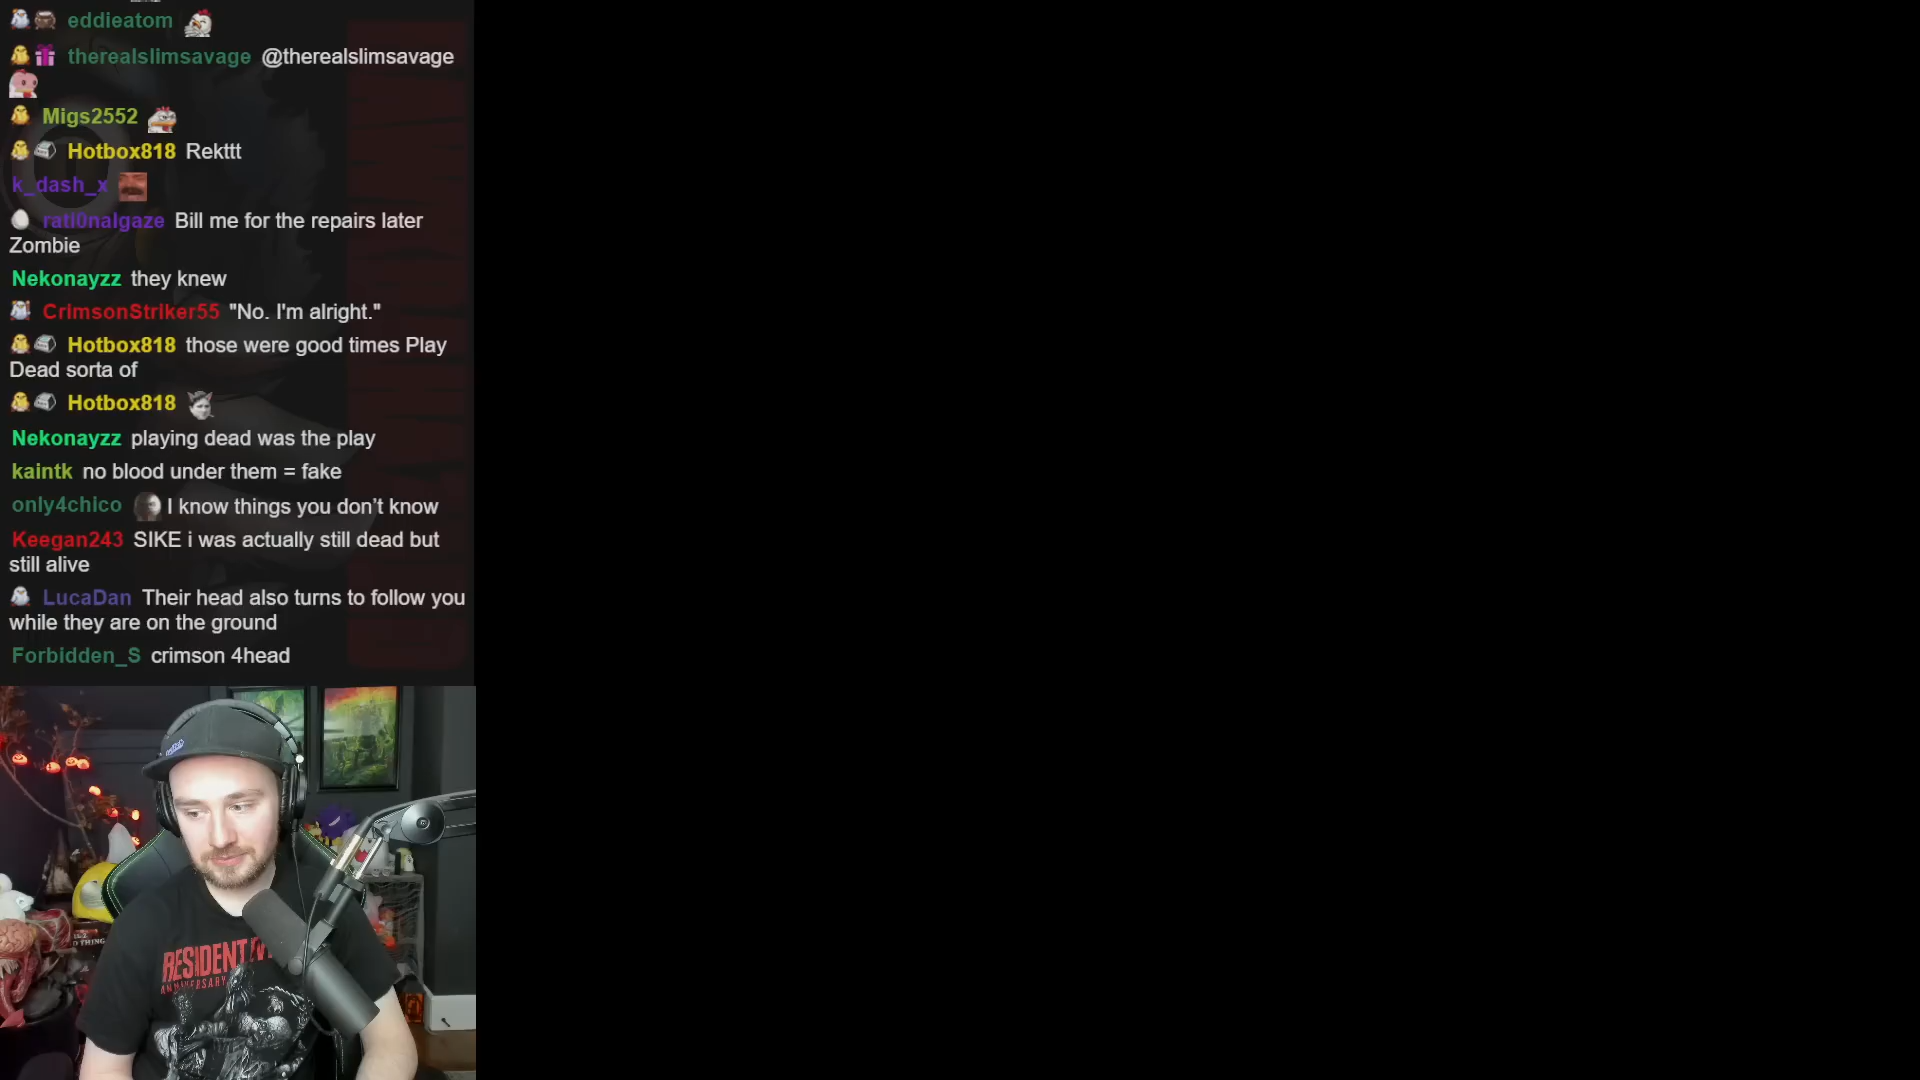 eddieatom
therealslimsavage @therealslimsavage
Migs2552
Hotbox818 Rekttt
k_dash_x
ratl0nalgaze Bill me for the repairs later
Zombie
Nekonayzz they knew
CrimsonStriker55 "No. I'm alright."
Hotbox818 those were good times Play
Dead sorta of
Hotbox818
Nekonayzz playing dead was the play
kaintk no blood under them = fake
only4chico I know things you don’t know
Keegan243 SIKE i was actually still dead but
still alive
LucaDan Their head also turns to follow you
while they are on the ground
Forbidden_S crimson 4head
RESIDENT
ANNIVERSARY
THING